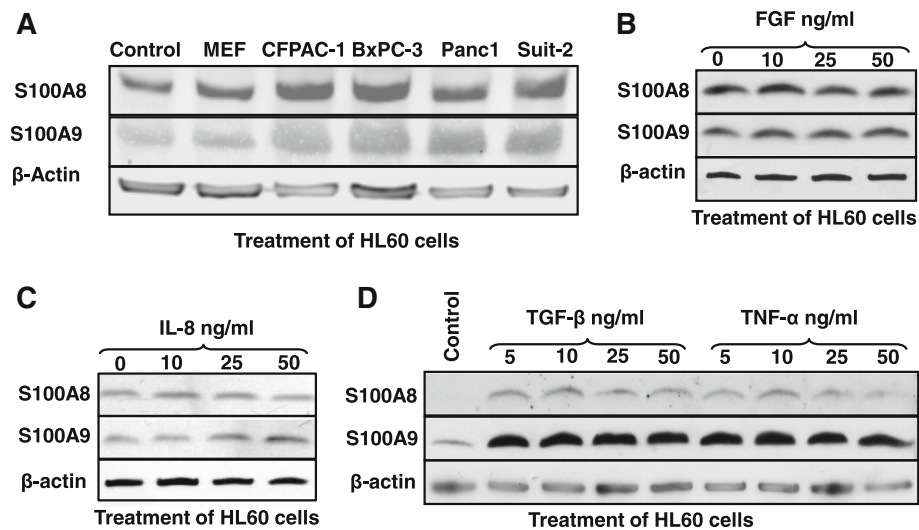 A
Control MEF CFPAC-1 BxPC-3 Panc1 Suit-2
S100A8
S100A9
β-Actin
Treatment of HL60 cells
B
FGF ng/ml
0 10 25 50
S100A8
S100A9
β-actin
Treatment of HL60 cells
C
IL-8 ng/ml
0 10 25 50
S100A8
S100A9
β-actin
Treatment of HL60 cells
D
Control
TGF-β ng/ml TNF-α ng/ml
5 10 25 50 5 10 25 50
S100A8
S100A9
β-actin
Treatment of HL60 cells